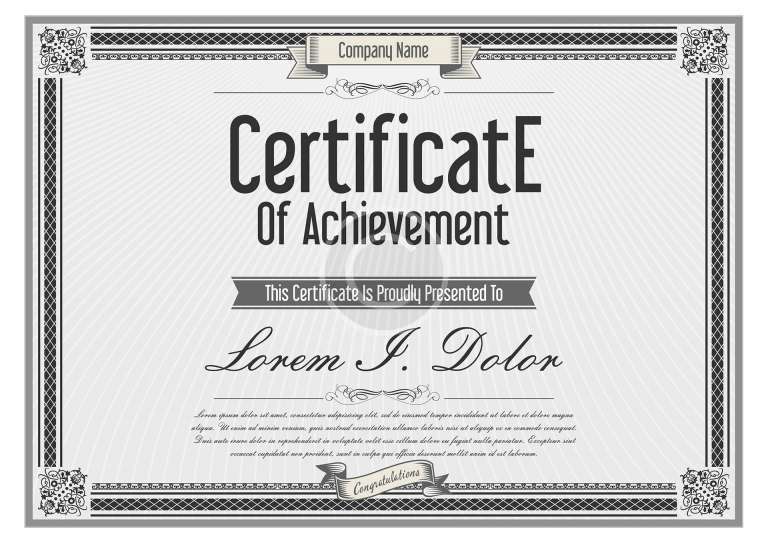 Company Name
CertificatE
Of Achievement
This Certificate Is Proudly Presented To
Lorem I. Dolor
Lorem ipsum dolor sit amet, consectetur adipisicing elit, sed do eiusmod tempor incididunt ut labore et dolore magna
aliqua. Ut enim ad minim veniam, quis nostrud exercitation ullamco laboris nisi ut aliquip ex ea commodo consequat.
Duis aute irure dolor in reprehenderit in voluptate velit esse cillum dolore eu fugiat nulla pariatur. Excepteur sint
occaecat cupidatat non proident, sunt in culpa qui officia deserunt mollit anim id est laborum.
Congratulations